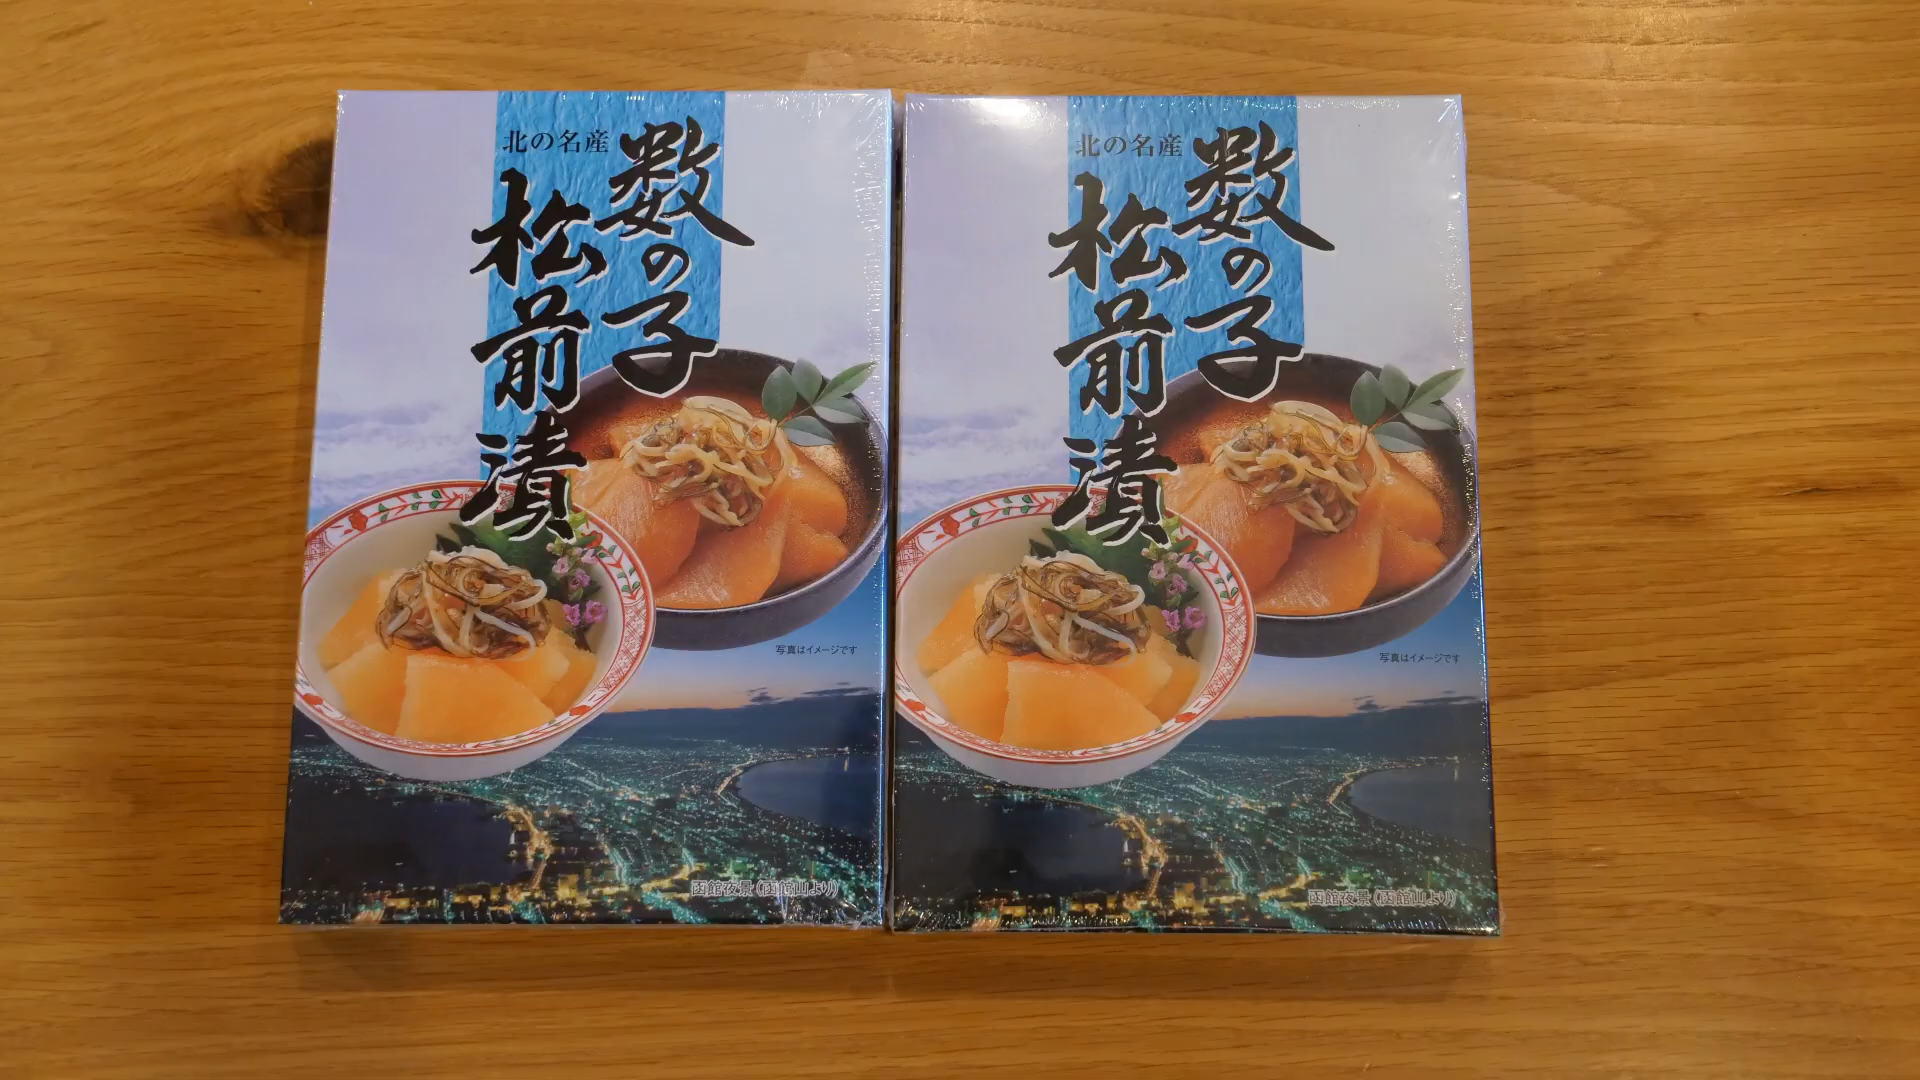 北の名産
数の子
松前漬
写真はイメージです
函館夜景(函館山より)
北の名産
数の子
松前漬
写真はイメージです
函館夜景(函館山より)